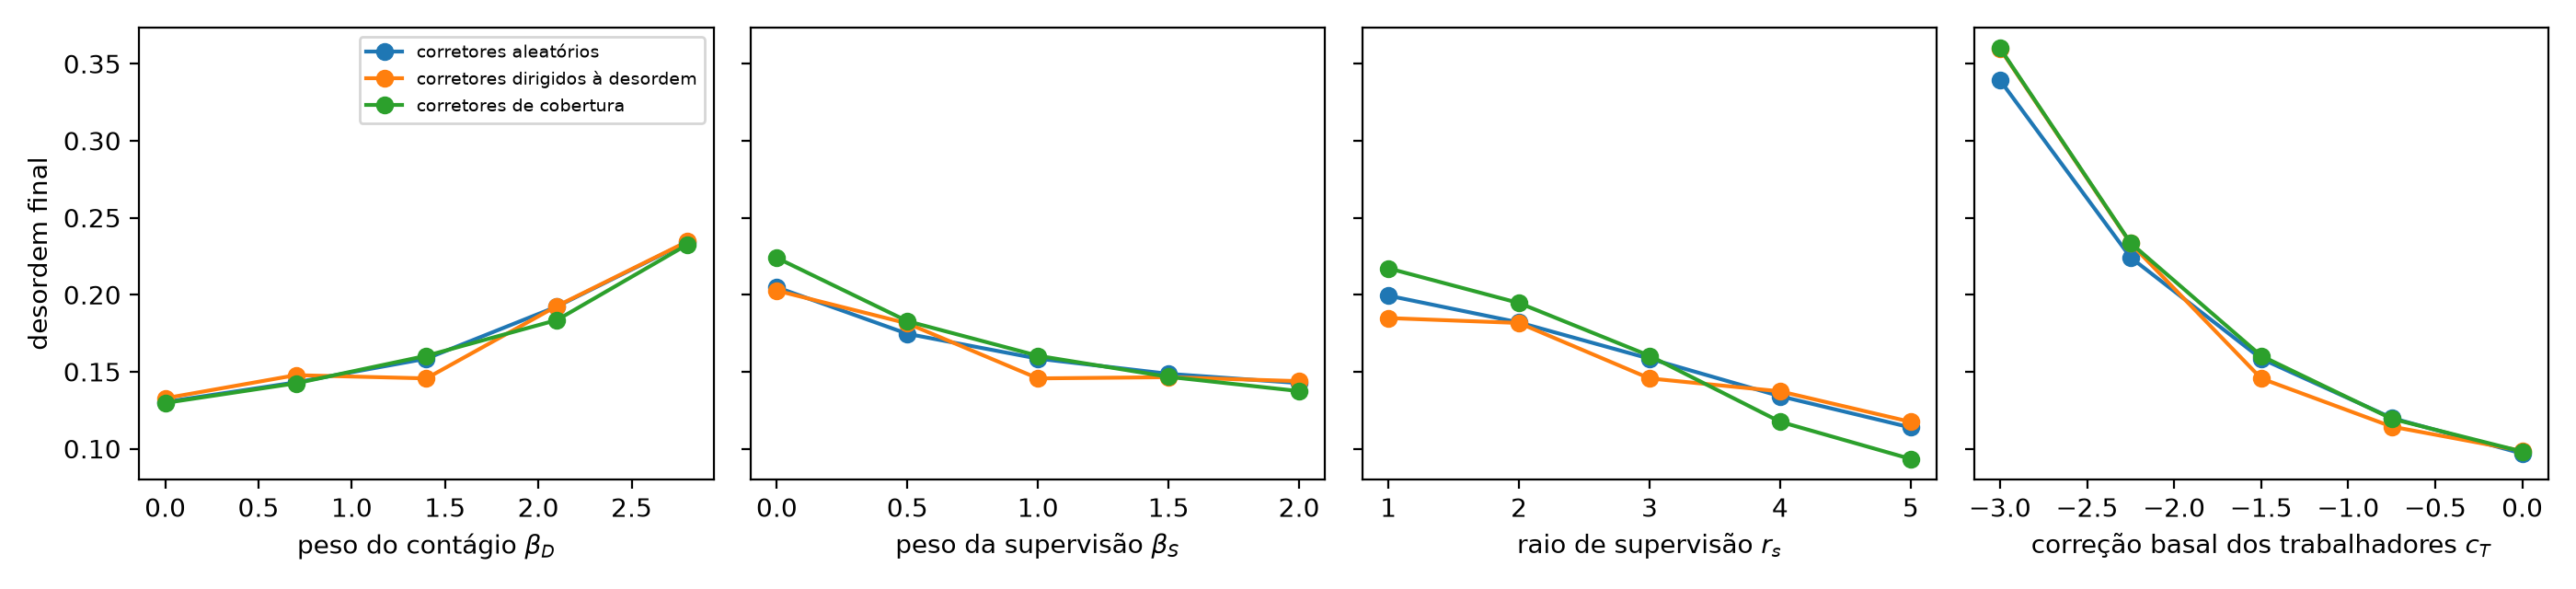 corretores aleatórios
corretores dirigidos à desordem
corretores de cobertura
desordem final
0.35
0.30
0.25
0.20
0.15
0.10
0.0 0.5 1.0 1.5 2.0 2.5
peso do contágio β_D
0.0 0.5 1.0 1.5 2.0
peso da supervisão β_S
1 2 3 4 5
raio de supervisão r_s
−3.0 −2.5 −2.0 −1.5 −1.0 −0.5 0.0
correção basal dos trabalhadores c_T